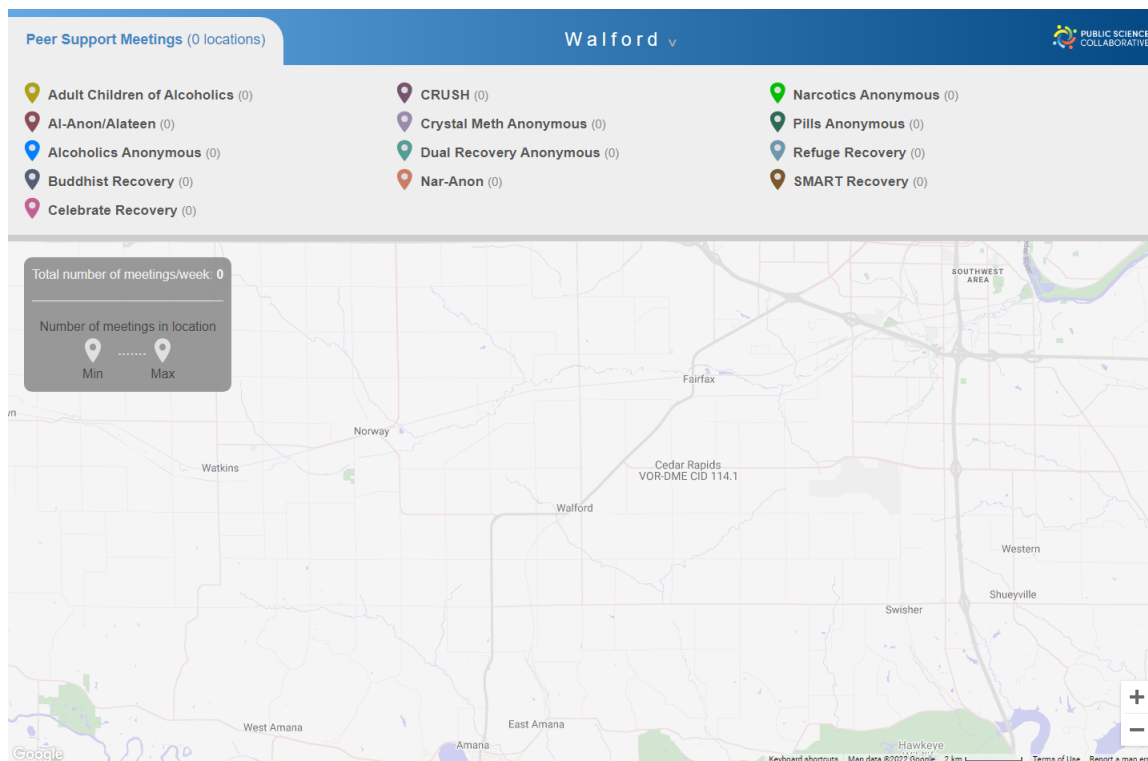 Peer Support Meetings (0 locations)
Walford v
PUBLIC SCIENCE
COLLABORATIVE
Adult Children of Alcoholics (0)
Al-Anon/Alateen (0)
Alcoholics Anonymous (0)
Buddhist Recovery (0)
Celebrate Recovery (0)
CRUSH (0)
Crystal Meth Anonymous (0)
Dual Recovery Anonymous (0)
Nar-Anon (0)
Narcotics Anonymous (0)
Pills Anonymous (0)
Refuge Recovery (0)
SMART Recovery (0)
Total number of meetings/week: 0
Number of meetings in location
Min
Max
SOUTHWEST
AREA
Fairfax
Norway
Watkins
Cedar Rapids
VOR-DME CID 114.1
Walford
Western
Shueyville
Swisher
West Amana
East Amana
Amana
Hawkeye
Google
Keyboard shortcuts
Map data ©2022 Google
2 km
Terms of Use
Report a map er